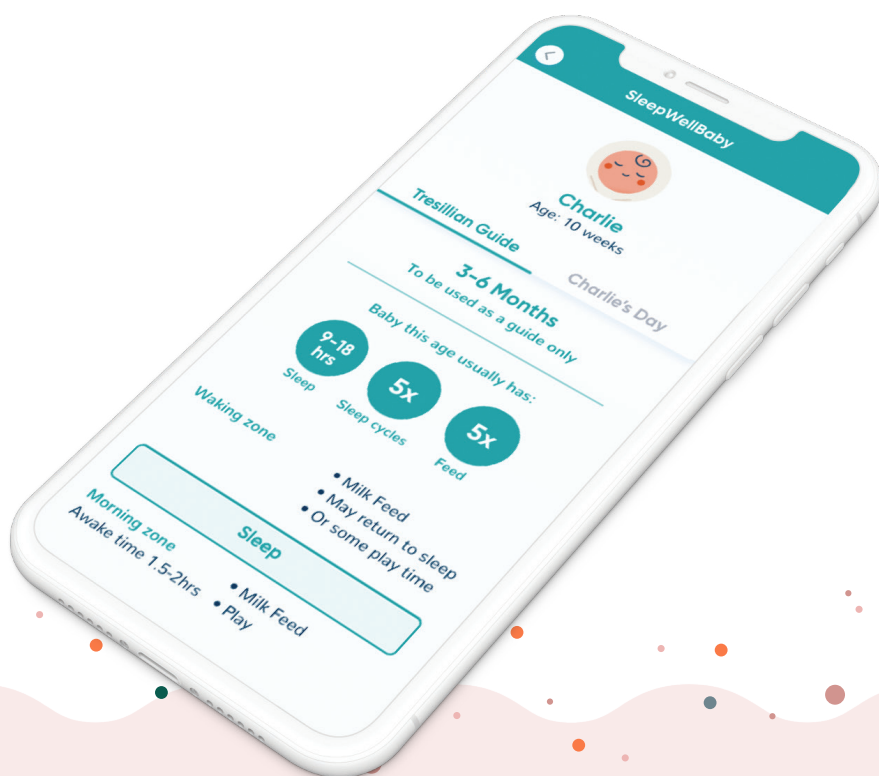 SleepWellBaby
Charlie
Age: 10 weeks
Tresillian Guide
Charlie's Day
3-6 Months
To be used as a guide only
Baby this age usually has:
9-18
hrs
Sleep
5x
Sleep cycles
5x
Feed
Waking zone
• Milk Feed
• May return to sleep
• Or some play time
Sleep
Morning zone
Awake time 1.5-2hrs
• Milk Feed
• Play